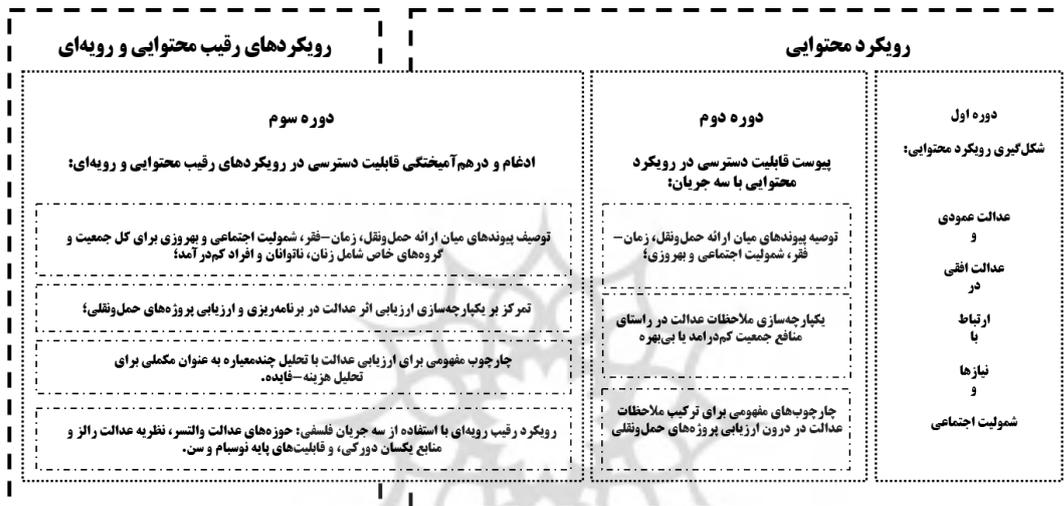 رویکرد محتوایی
رویکردهای رقیب محتوایی و رویه‌ای
دوره اول
شکل‌گیری رویکرد محتوایی:
عدالت عمودی
و
عدالت افقی
در
ارتباط
با
نیازها
و
شمولیت اجتماعی
دوره دوم
پیوست قابلیت دسترسی در رویکرد
محتوایی با سه جریان:
توصیه پیوندهای میان ارائه حمل‌ونقل، زمان–
فقر، شمولیت اجتماعی و بهروزی؛
یکپارچه‌سازی ملاحظات عدالت در راستای
منافع جمعیت کم‌درامد یا بی‌بهره
چارچوب‌های مفهومی برای ترکیب ملاحظات
عدالت در درون ارزیابی پروژه‌های حمل‌ونقلی
دوره سوم
ادغام و درهم‌آمیختگی قابلیت دسترسی در رویکردهای رقیب محتوایی و رویه‌ای:
توصیف پیوندهای میان ارائه حمل‌ونقل، زمان–فقر، شمولیت اجتماعی و بهروزی برای کل جمعیت و
گروه‌های خاص شامل زنان، ناتوانان و افراد کم‌درآمد؛
تمرکز بر یکپارچه‌سازی ارزیابی اثر عدالت در برنامه‌ریزی و ارزیابی پروژه‌های حمل‌ونقلی؛
چارچوب مفهومی برای ارزیابی عدالت با تحلیل چندمعیاره به عنوان مکملی برای
تحلیل هزینه–فایده.
رویکرد رقیب رویه‌ای با استفاده از سه جریان فلسفی: حوزه‌های عدالت والتسر، نظریه عدالت رالز و
منابع یکسان دورکی، و قابلیت‌های پایه نوسبام و سن.